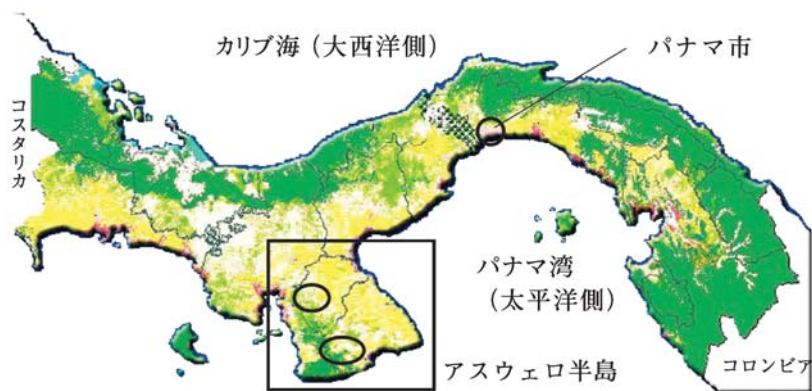 カリブ海（大西洋側）
パナマ市
コスタリカ
パナマ湾
（太平洋側）
アスウェロ半島
コロンビア